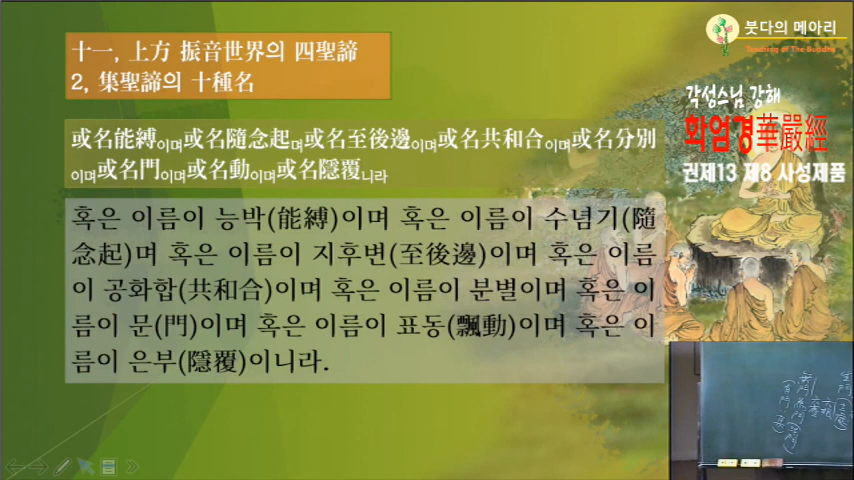 十一, 上方 振音世界의 四聖諦
2, 集聖諦의 十種名
或名能縛이며或名隨念起며或名至後邊이며或名共和合이며或名分別
이며或名門이며或名動이며或名隱覆니라
혹은 이름이 능박(能縛)이며 혹은 이름이 수념기(隨
念起)며 혹은 이름이 지후변(至後邊)이며 혹은 이름
이 공화합(共和合)이며 혹은 이름이 분별이며 혹은 이
름이 문(門)이며 혹은 이름이 표동(飄動)이며 혹은 이
름이 은부(隱覆)이니라.
붓다의 메아리
Teaching of The Buddha
각성스님 강해
화엄경華嚴經
권제13 제8 사성제품